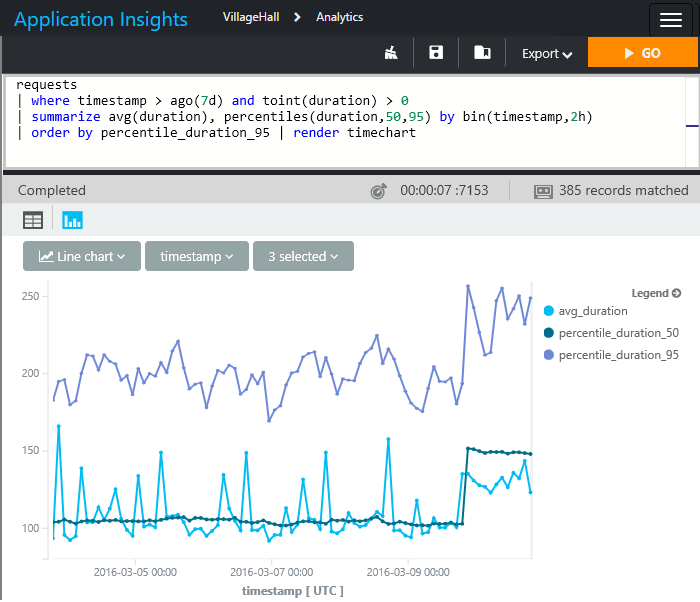 Application Insights VillageHall Analytics
Export GO
requests
| where timestamp > ago(7d) and toint(duration) > 0
| summarize avg(duration), percentiles(duration,50,95) by bin(timestamp,2h)
| order by percentile_duration_95 | render timechart
Completed 00:00:07 :7153 385 records matched
Line chart timestamp 3 selected
Legend
avg_duration
percentile_duration_50
percentile_duration_95
250
200
150
100
2016-03-05 00:00 2016-03-07 00:00 2016-03-09 00:00
timestamp [ UTC ]